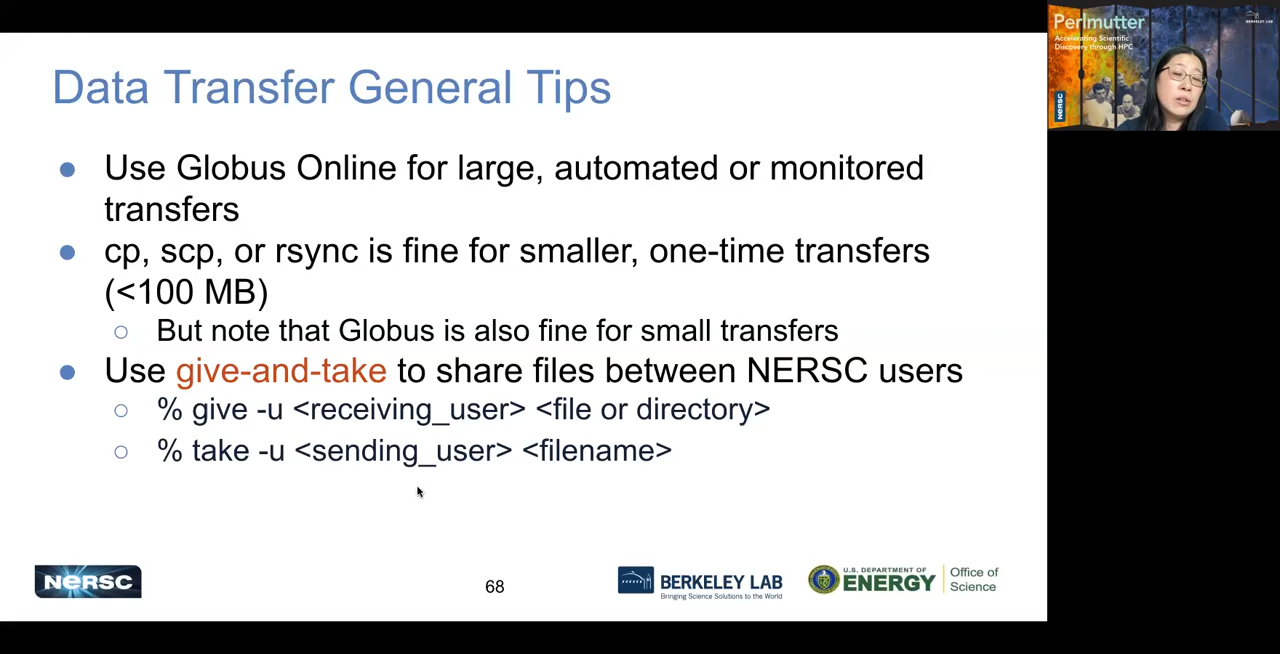 Data Transfer General Tips
● Use Globus Online for large, automated or monitored
transfers
● cp, scp, or rsync is fine for smaller, one-time transfers
(<100 MB)
○ But note that Globus is also fine for small transfers
● Use give-and-take to share files between NERSC users
○ % give -u <receiving_user> <file or directory>
○ % take -u <sending_user> <filename>
NERSC
68
BERKELEY LAB
Bringing Science Solutions to the World
U.S. DEPARTMENT OF
ENERGY
Office of
Science
Perlmutter
Accelerating Scientific
Discovery through HPC
BERKELEY LAB
NERSC